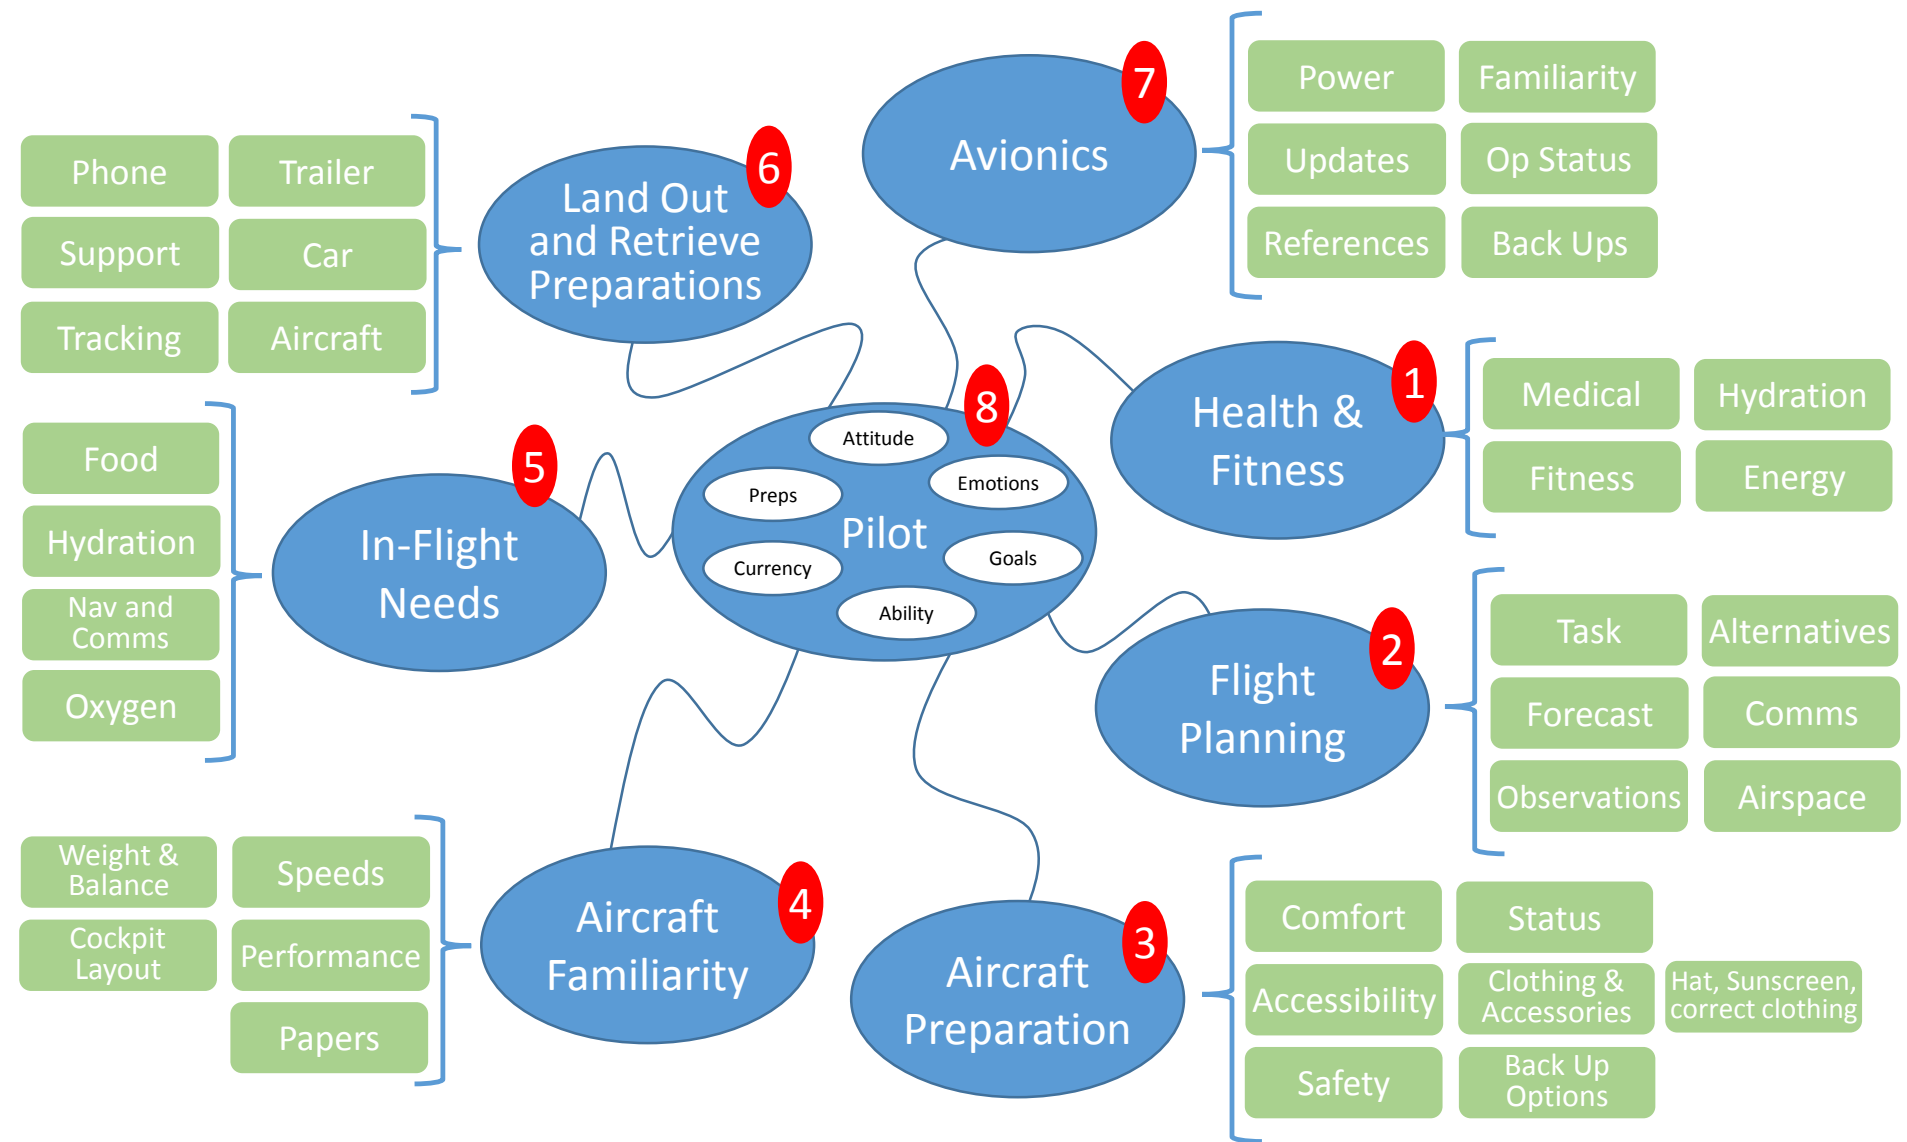 7
Avionics
Power
Familiarity
Updates
Op Status
References
Back Ups
6
Land Out
and Retrieve
Preparations
Phone
Trailer
Support
Car
Tracking
Aircraft
1
Health &
Fitness
Medical
Hydration
Fitness
Energy
8
Pilot
Attitude
Emotions
Preps
Goals
Currency
Ability
5
In-Flight
Needs
Food
Hydration
Nav and
Comms
Oxygen
2
Flight
Planning
Task
Alternatives
Forecast
Comms
Observations
Airspace
4
Aircraft
Familiarity
Weight &
Balance
Speeds
Cockpit
Layout
Performance
Papers
3
Aircraft
Preparation
Comfort
Status
Accessibility
Clothing &
Accessories
Hat, Sunscreen,
correct clothing
Safety
Back Up
Options